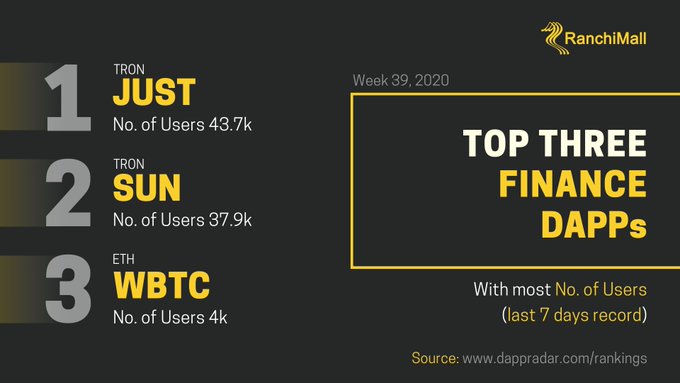 RanchiMall
1
TRON
JUST
No. of Users 43.7k
2
TRON
SUN
No. of Users 37.9k
3
ETH
WBTC
No. of Users 4k
Week 39, 2020
TOP THREE
FINANCE
DAPPs
With most No. of Users
(last 7 days record)
Source: www.dappradar.com/rankings